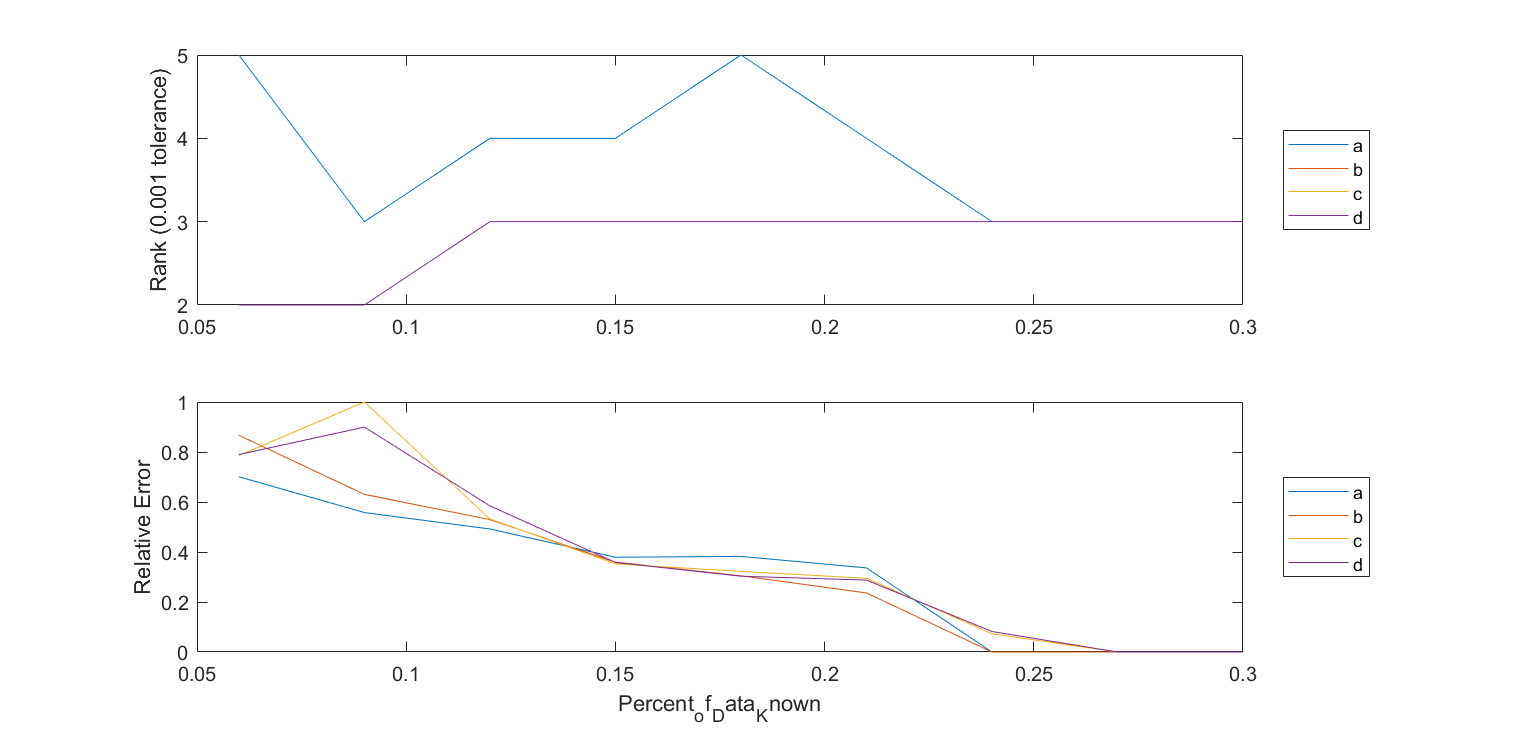 Rank (0.001 tolerance)
5
4
3
2
0.05 0.1 0.15 0.2 0.25 0.3
a
b
c
d
Relative Error
1
0.8
0.6
0.4
0.2
0
0.05 0.1 0.15 0.2 0.25 0.3
Percent_of_Data_Known
a
b
c
d